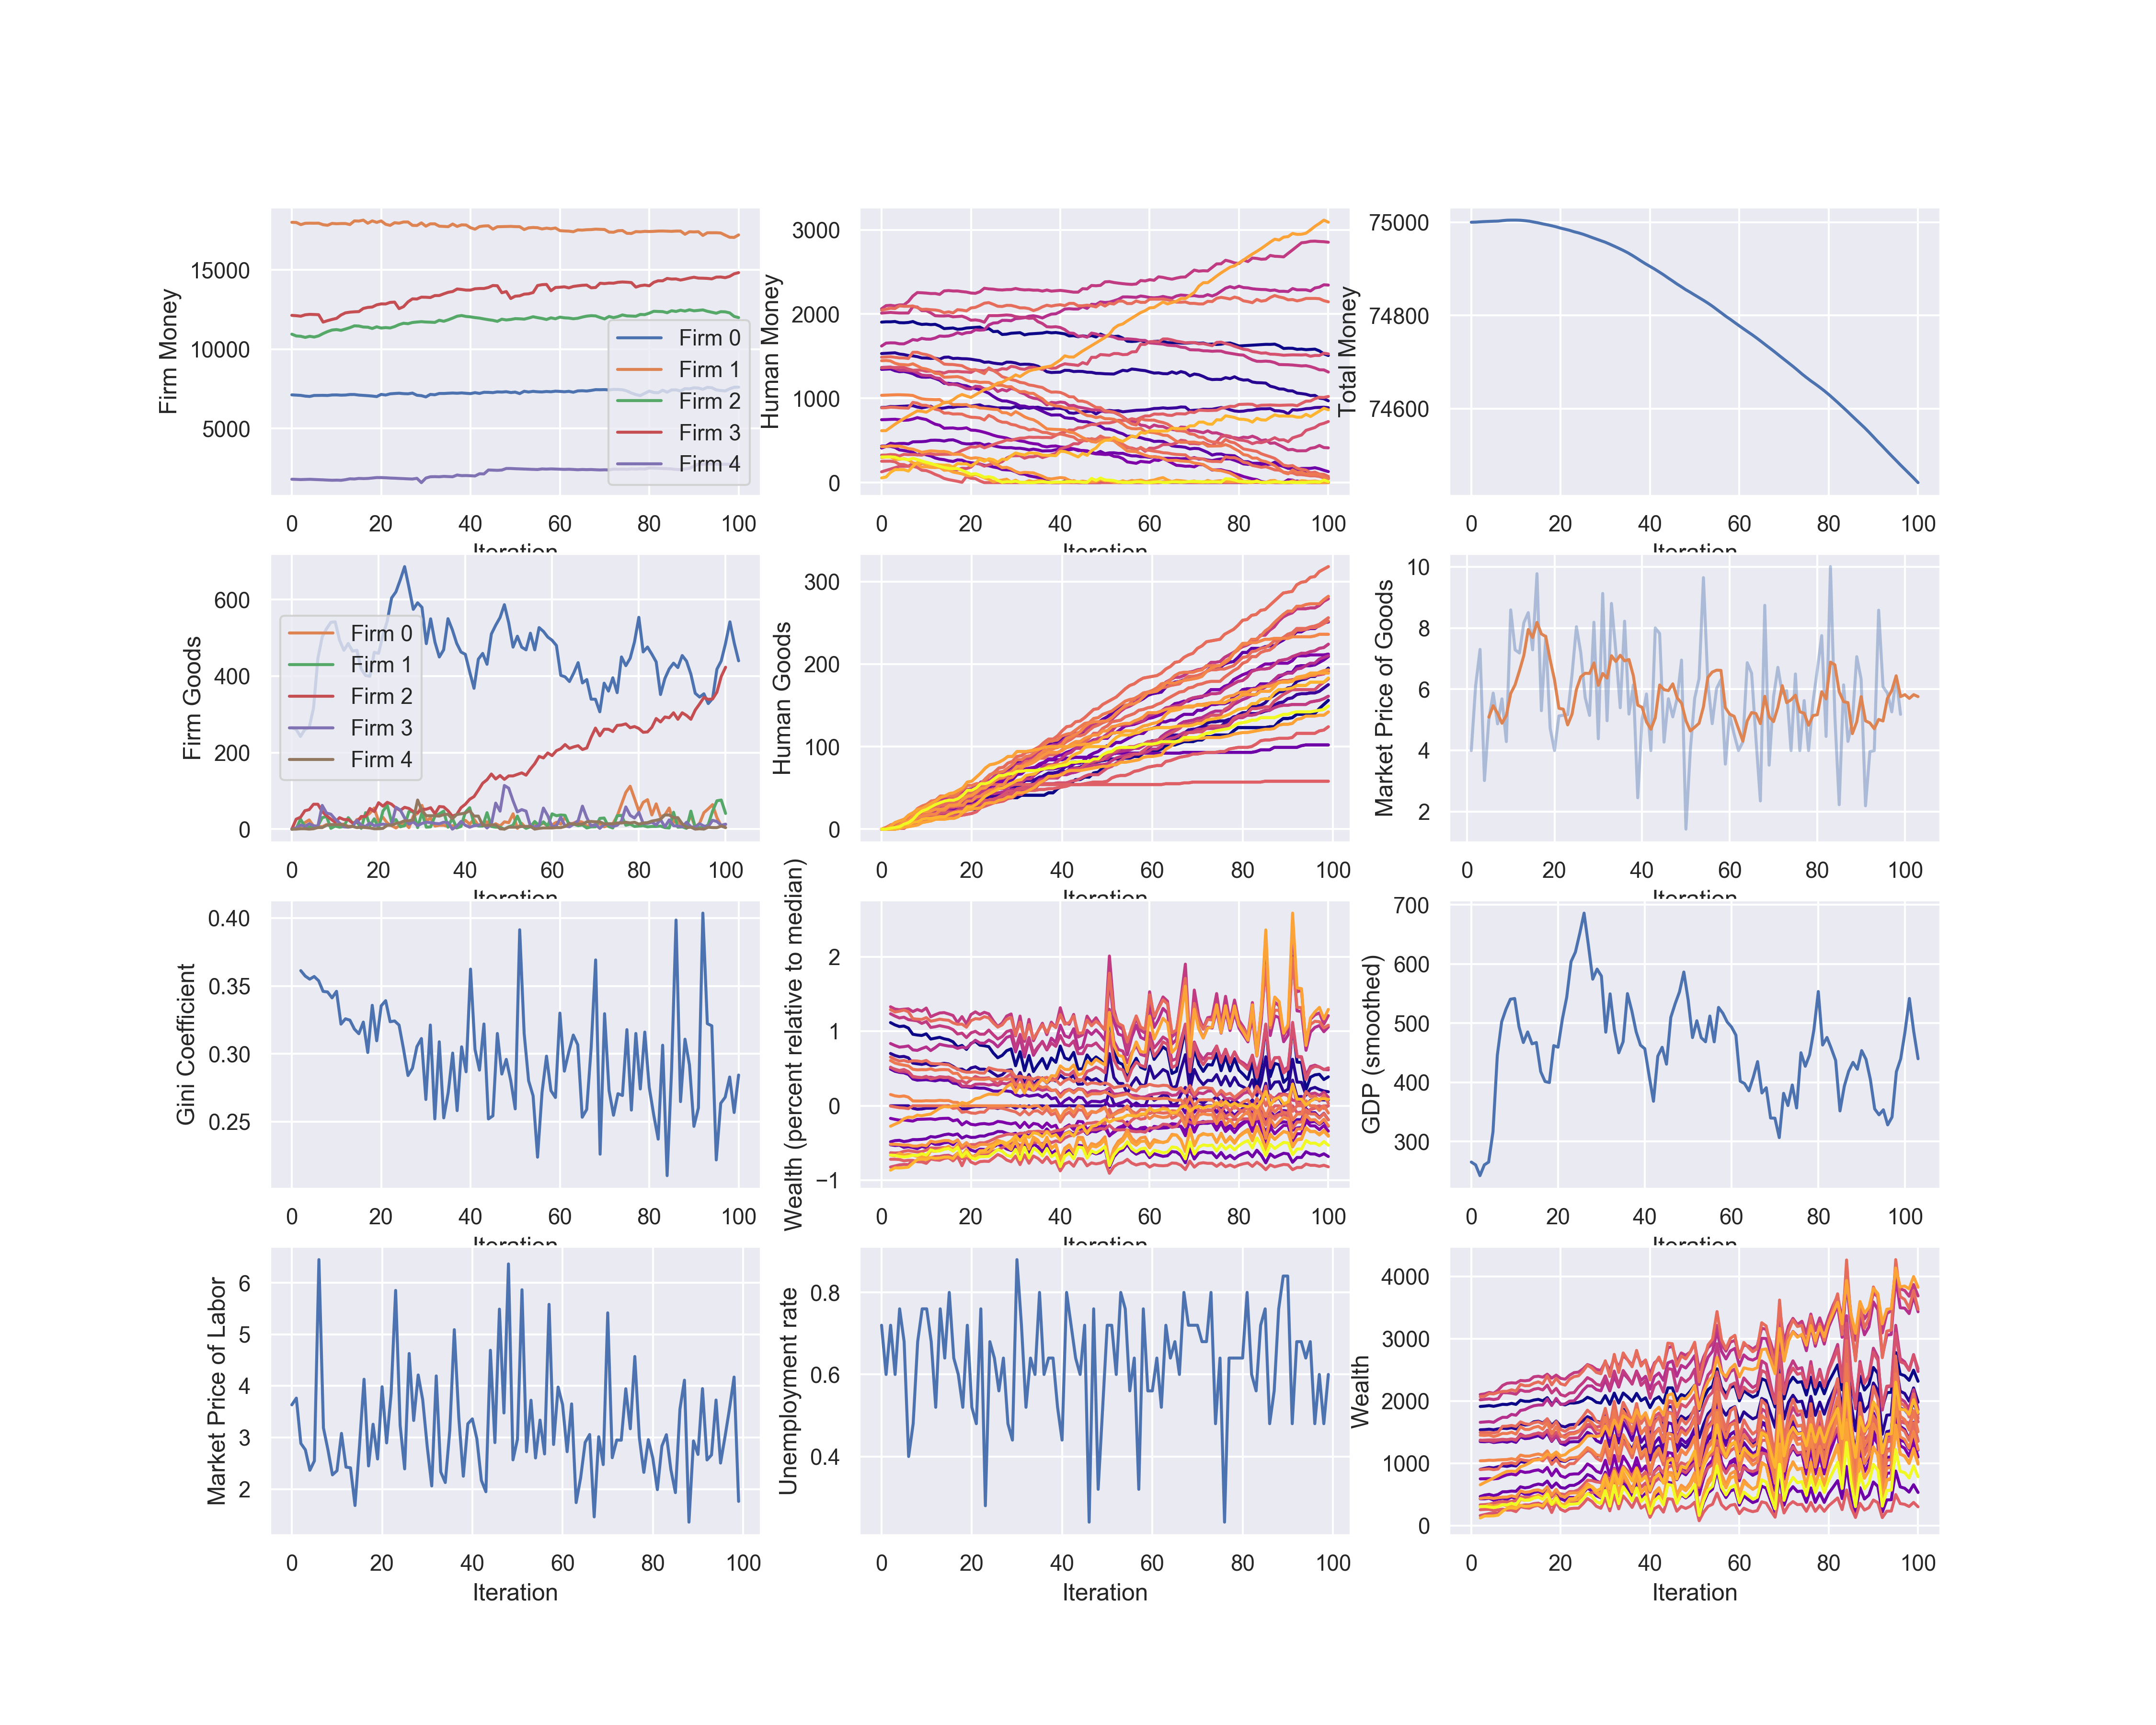 Firm Money
15000
10000
5000
0 20 40 60 80 100
Iteration
Firm 0
Firm 1
Firm 2
Firm 3
Firm 4
Human Money
3000
2000
1000
0
0 20 40 60 80 100
Iteration
Total Money
75000
74800
74600
0 20 40 60 80 100
Iteration
Firm Goods
600
400
200
0
0 20 40 60 80 100
Iteration
Firm 0
Firm 1
Firm 2
Firm 3
Firm 4
Human Goods
300
200
100
0
0 20 40 60 80 100
Iteration
Market Price of Goods
10
8
6
4
2
0 20 40 60 80 100
Iteration
Gini Coefficient
0.40
0.35
0.30
0.25
0 20 40 60 80 100
Iteration
Wealth (percent relative to median)
2
1
0
−1
0 20 40 60 80 100
Iteration
GDP (smoothed)
700
600
500
400
300
0 20 40 60 80 100
Iteration
Market Price of Labor
6
5
4
3
2
0 20 40 60 80 100
Iteration
Unemployment rate
0.8
0.6
0.4
0 20 40 60 80 100
Iteration
Wealth
4000
3000
2000
1000
0
0 20 40 60 80 100
Iteration